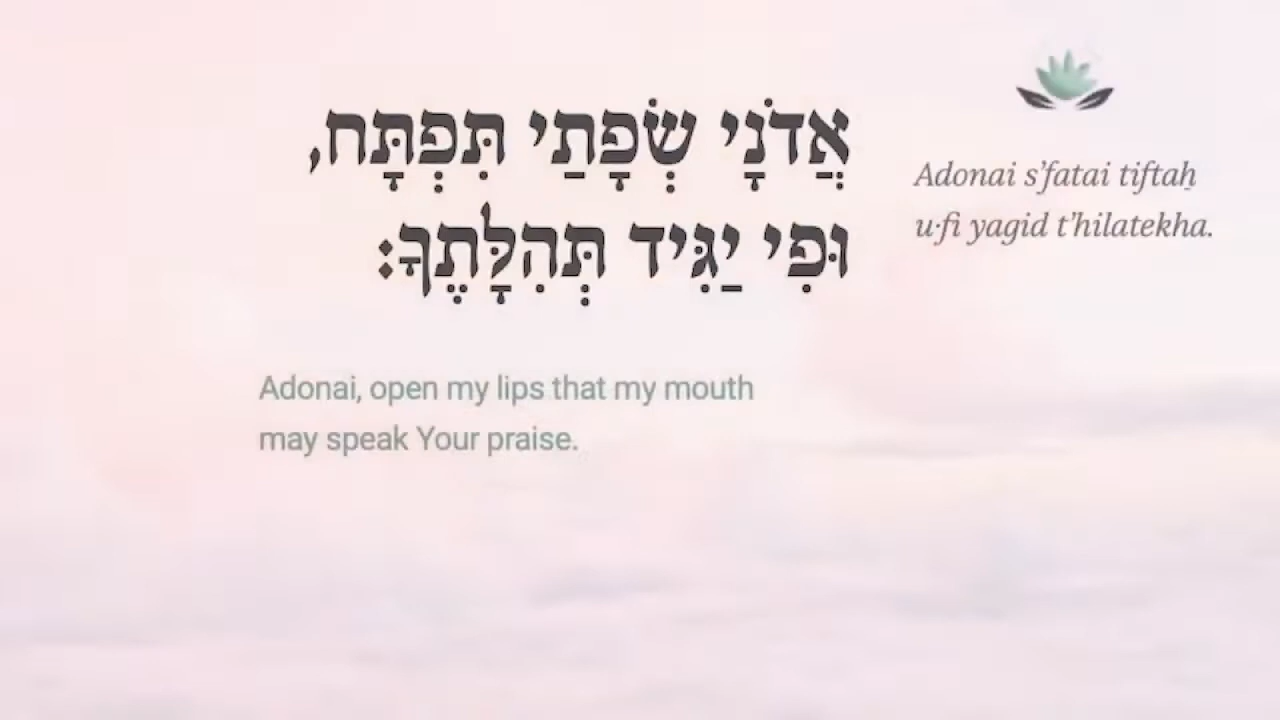 אֲדֹנָי שְׂפָתַי תִּפְתָּח,
וּפִי יַגִּיד תְּהִלָּתֶֽךָ׃
Adonai s’fatai tiftaḥ
u·fi yagid t’hilatekha.
Adonai, open my lips that my mouth
may speak Your praise.